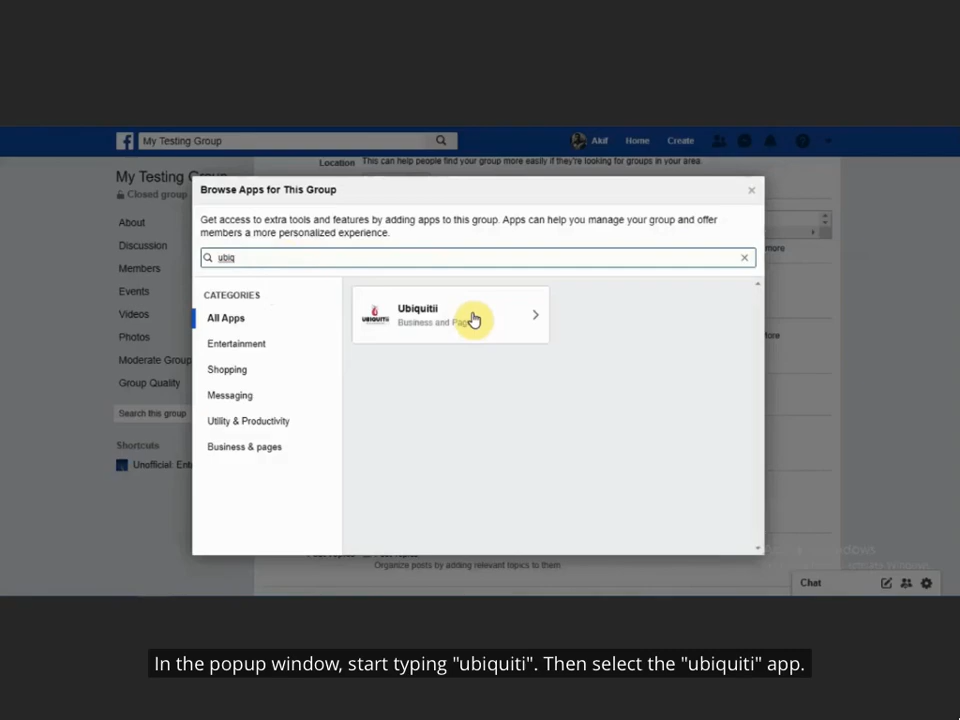 My Testing Group
Akif Home Create
My Testing
Closed group
About
Discussion
Members
Events
Videos
Photos
Moderate Group
Group Quality
Search this group
Shortcuts
Unofficial: Ent
Location This can help people find your group more easily if they're looking for groups in your area.
Browse Apps for This Group
Get access to extra tools and features by adding apps to this group. Apps can help you manage your group and offer
members a more personalized experience.
ubiq
CATEGORIES
All Apps
Entertainment
Shopping
Messaging
Utility & Productivity
Business & pages
UBIQUITII
Ubiquitii
Business and
more
Organize posts by adding relevant topics to them
Chat
In the popup window, start typing "ubiquiti". Then select the "ubiquiti" app.